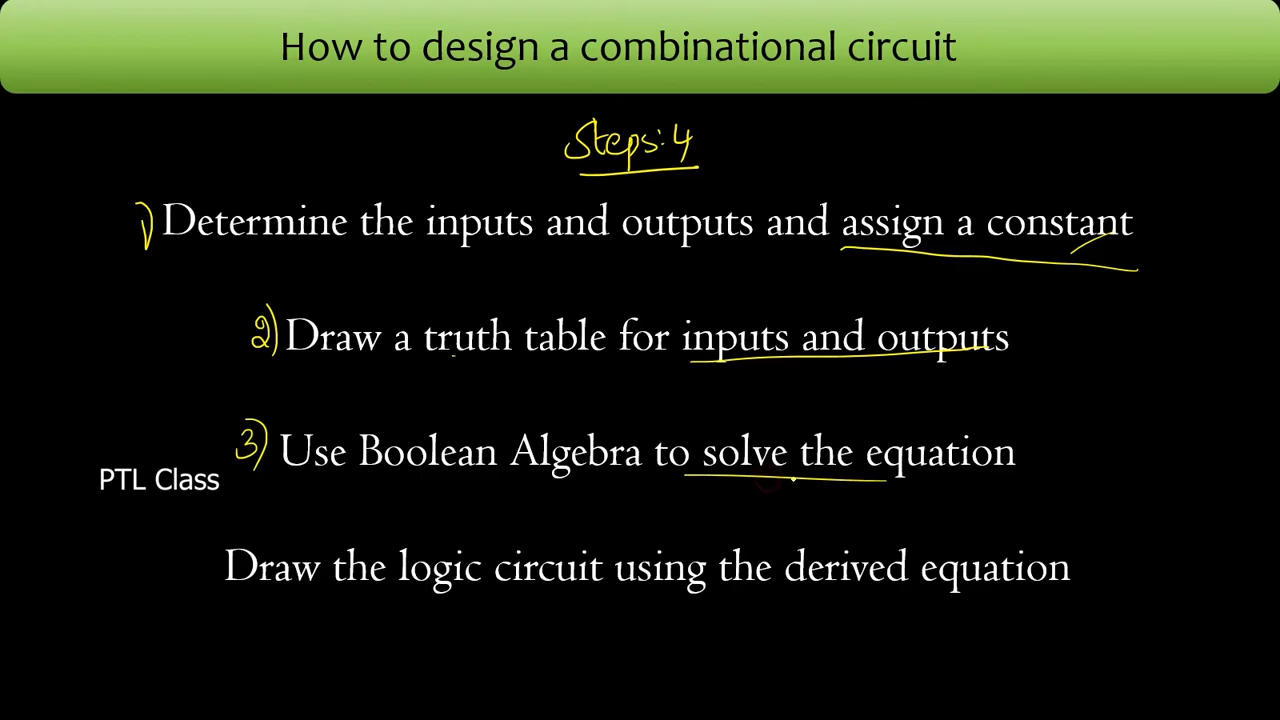 How to design a combinational circuit
Steps: 4
1) Determine the inputs and outputs and assign a constant
2) Draw a truth table for inputs and outputs
3) Use Boolean Algebra to solve the equation
PTL Class
Draw the logic circuit using the derived equation